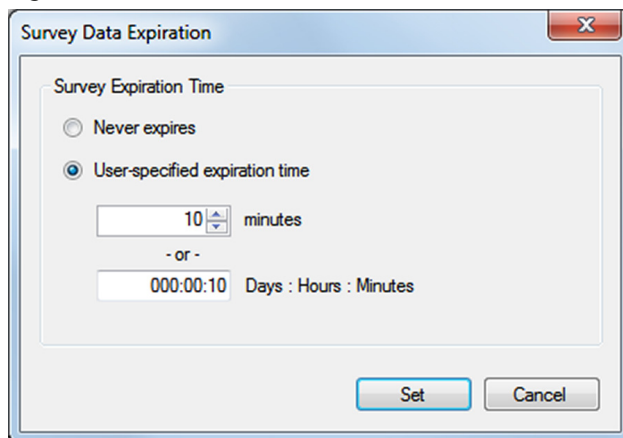 Survey Data Expiration
Survey Expiration Time
Never expires
User-specified expiration time
10 minutes
- or -
000:00:10 Days : Hours : Minutes
Set Cancel